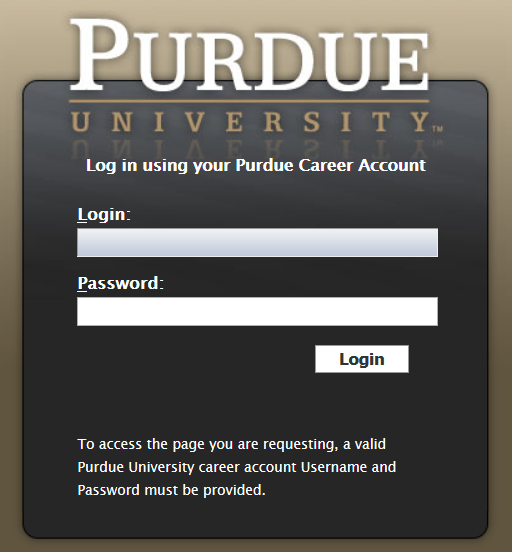 PURDUE
UNIVERSITY™
Log in using your Purdue Career Account
Login:
Password:
Login
To access the page you are requesting, a valid
Purdue University career account Username and
Password must be provided.